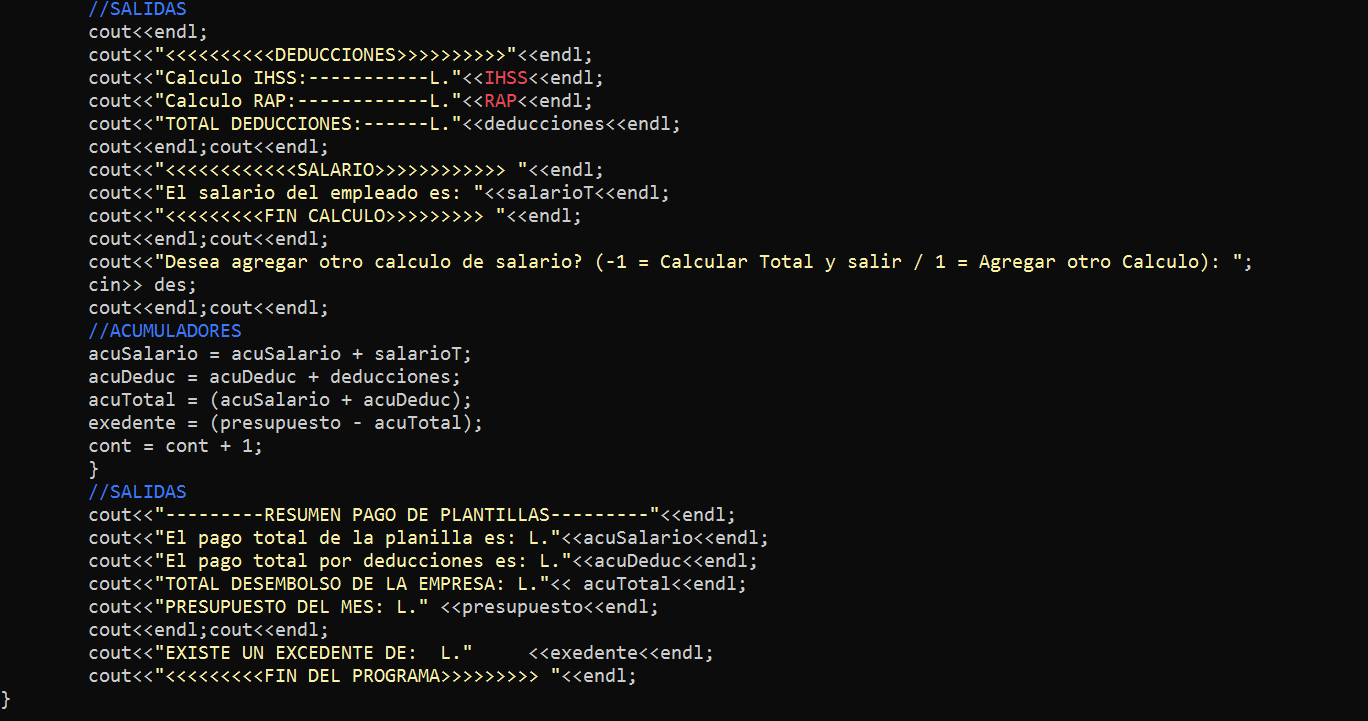 //SALIDAS
cout<<endl;
cout<<"<<<<<<<<<<DEDUCCIONES>>>>>>>>>>"<<endl;
cout<<"Calculo IHSS:-----------L."<<IHSS<<endl;
cout<<"Calculo RAP:------------L."<<RAP<<endl;
cout<<"TOTAL DEDUCCIONES:------L."<<deducciones<<endl;
cout<<endl;cout<<endl;
cout<<"<<<<<<<<<<<<SALARIO>>>>>>>>>>>> "<<endl;
cout<<"El salario del empleado es: "<<salarioT<<endl;
cout<<"<<<<<<<<<FIN CALCULO>>>>>>>>> "<<endl;
cout<<endl;cout<<endl;
cout<<"Desea agregar otro calculo de salario? (-1 = Calcular Total y salir / 1 = Agregar otro Calculo): ";
cin>> des;
cout<<endl;cout<<endl;
//ACUMULADORES
acuSalario = acuSalario + salarioT;
acuDeduc = acuDeduc + deducciones;
acuTotal = (acuSalario + acuDeduc);
exedente = (presupuesto - acuTotal);
cont = cont + 1;
}
//SALIDAS
cout<<"---------RESUMEN PAGO DE PLANTILLAS---------"<<endl;
cout<<"El pago total de la planilla es: L."<<acuSalario<<endl;
cout<<"El pago total por deducciones es: L."<<acuDeduc<<endl;
cout<<"TOTAL DESEMBOLSO DE LA EMPRESA: L."<< acuTotal<<endl;
cout<<"PRESUPUESTO DEL MES: L." <<presupuesto<<endl;
cout<<endl;cout<<endl;
cout<<"EXISTE UN EXCEDENTE DE:  L."     <<exedente<<endl;
cout<<"<<<<<<<<<FIN DEL PROGRAMA>>>>>>>>> "<<endl;
}